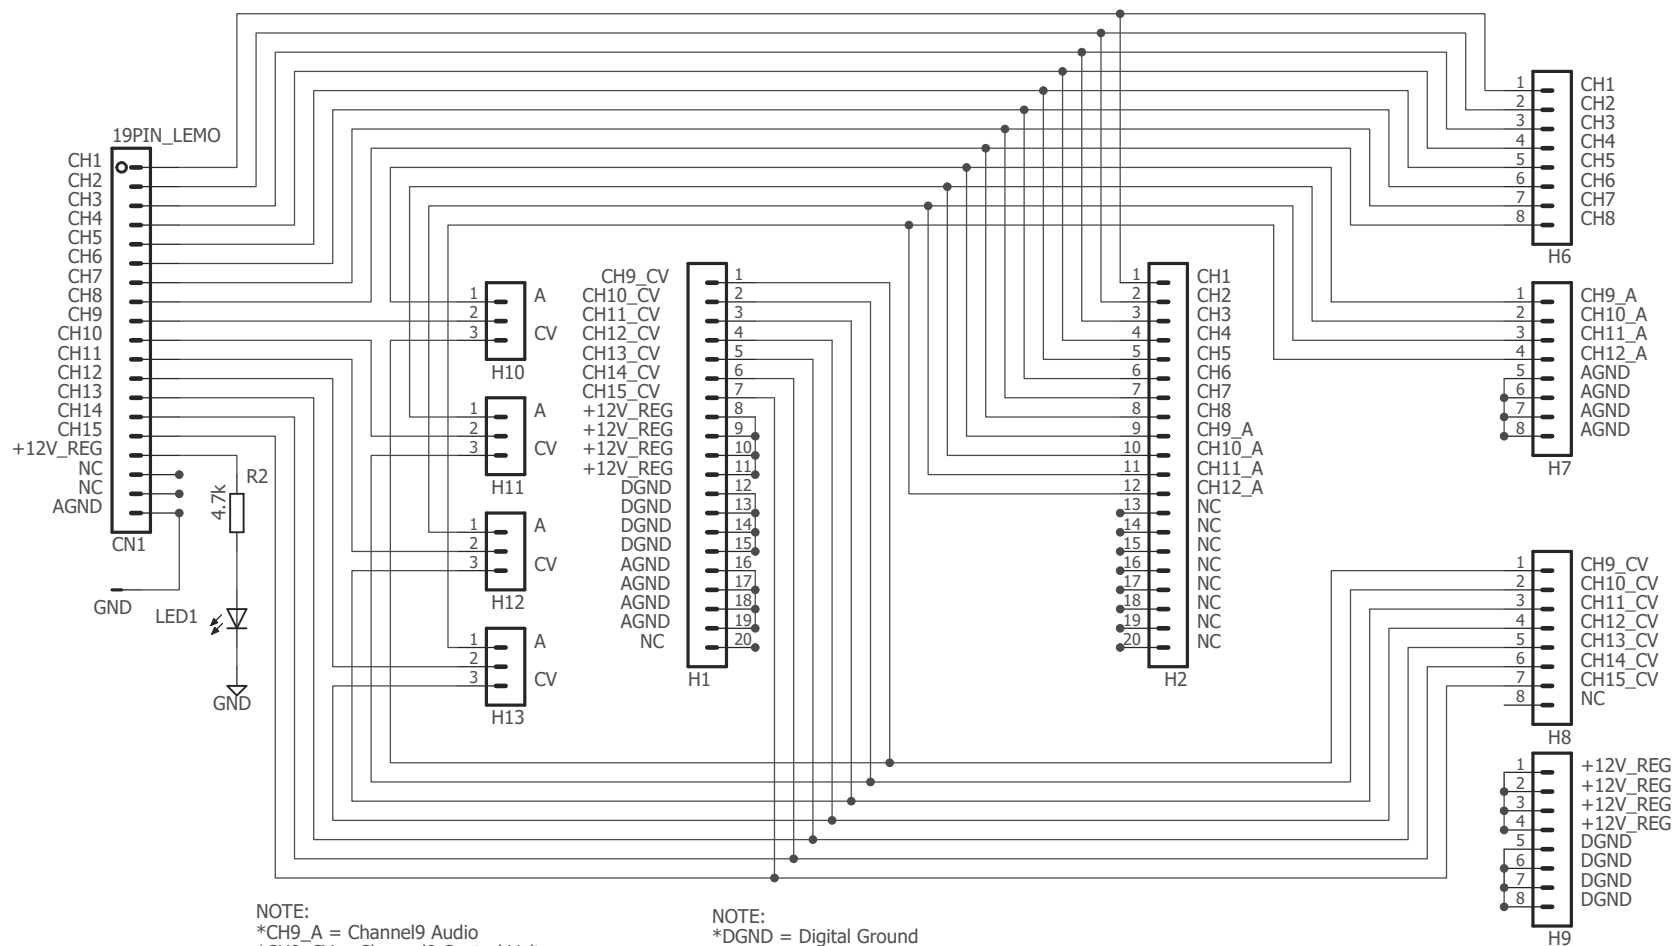 19PIN_LEMO
CH1
CH2
CH3
CH4
CH5
CH6
CH7
CH8
CH9
CH10
CH11
CH12
CH13
CH14
CH15
+12V_REG
NC
NC
AGND
CN1
GND
R2
4.7k
LED1
GND
1 A
2
3 CV
H10
1 A
2
3 CV
H11
1 A
2
3 CV
H12
1 A
2
3 CV
H13
CH9_CV 1
CH10_CV 2
CH11_CV 3
CH12_CV 4
CH13_CV 5
CH14_CV 6
CH15_CV 7
+12V_REG 8
+12V_REG 9
+12V_REG 10
+12V_REG 11
DGND 12
DGND 13
DGND 14
DGND 15
AGND 16
AGND 17
AGND 18
AGND 19
NC 20
H1
1 CH1
2 CH2
3 CH3
4 CH4
5 CH5
6 CH6
7 CH7
8 CH8
9 CH9_A
10 CH10_A
11 CH11_A
12 CH12_A
13 NC
14 NC
15 NC
16 NC
17 NC
18 NC
19 NC
20 NC
H2
1 CH1
2 CH2
3 CH3
4 CH4
5 CH5
6 CH6
7 CH7
8 CH8
H6
1 CH9_A
2 CH10_A
3 CH11_A
4 CH12_A
5 AGND
6 AGND
7 AGND
8 AGND
H7
1 CH9_CV
2 CH10_CV
3 CH11_CV
4 CH12_CV
5 CH13_CV
6 CH14_CV
7 CH15_CV
8 NC
H8
1 +12V_REG
2 +12V_REG
3 +12V_REG
4 +12V_REG
5 DGND
6 DGND
7 DGND
8 DGND
H9
NOTE:
*CH9_A = Channel9 Audio
NOTE:
*DGND = Digital Ground